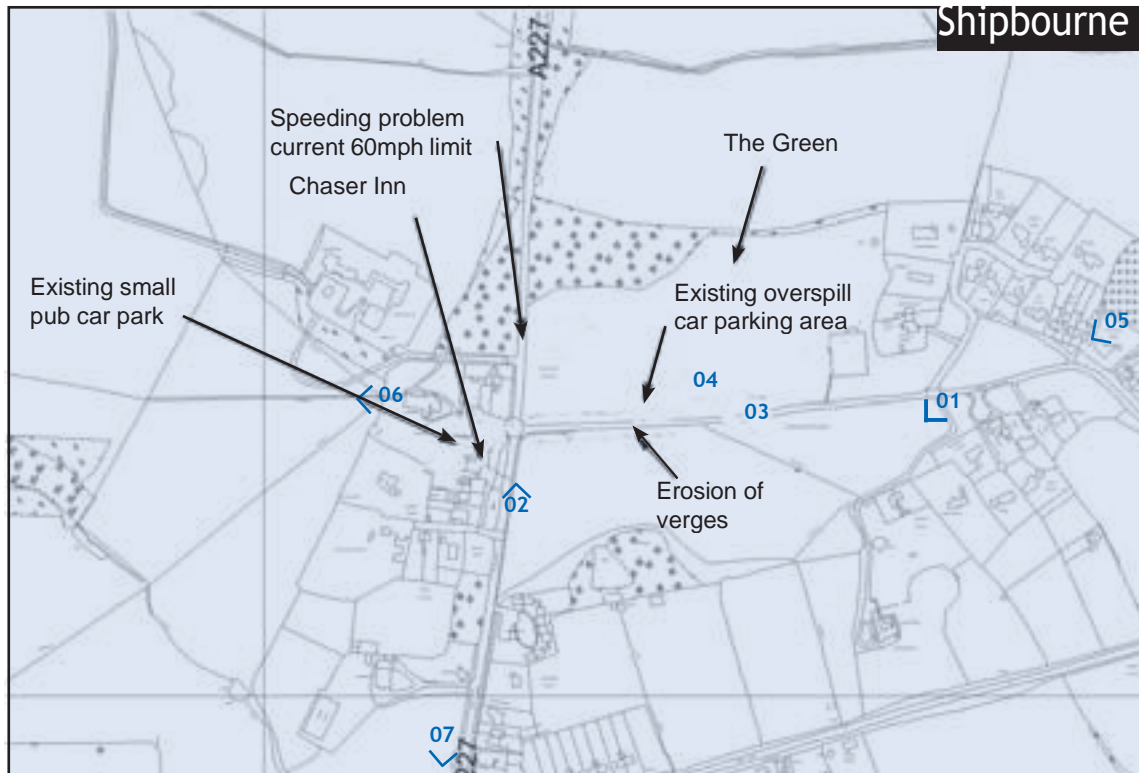 Shipbourne
A227
Speeding problem
current 60mph limit
Chaser Inn
The Green
Existing small
pub car park
Existing overspill
car parking area
05
04
06
03
01
02
Erosion of
verges
07
227